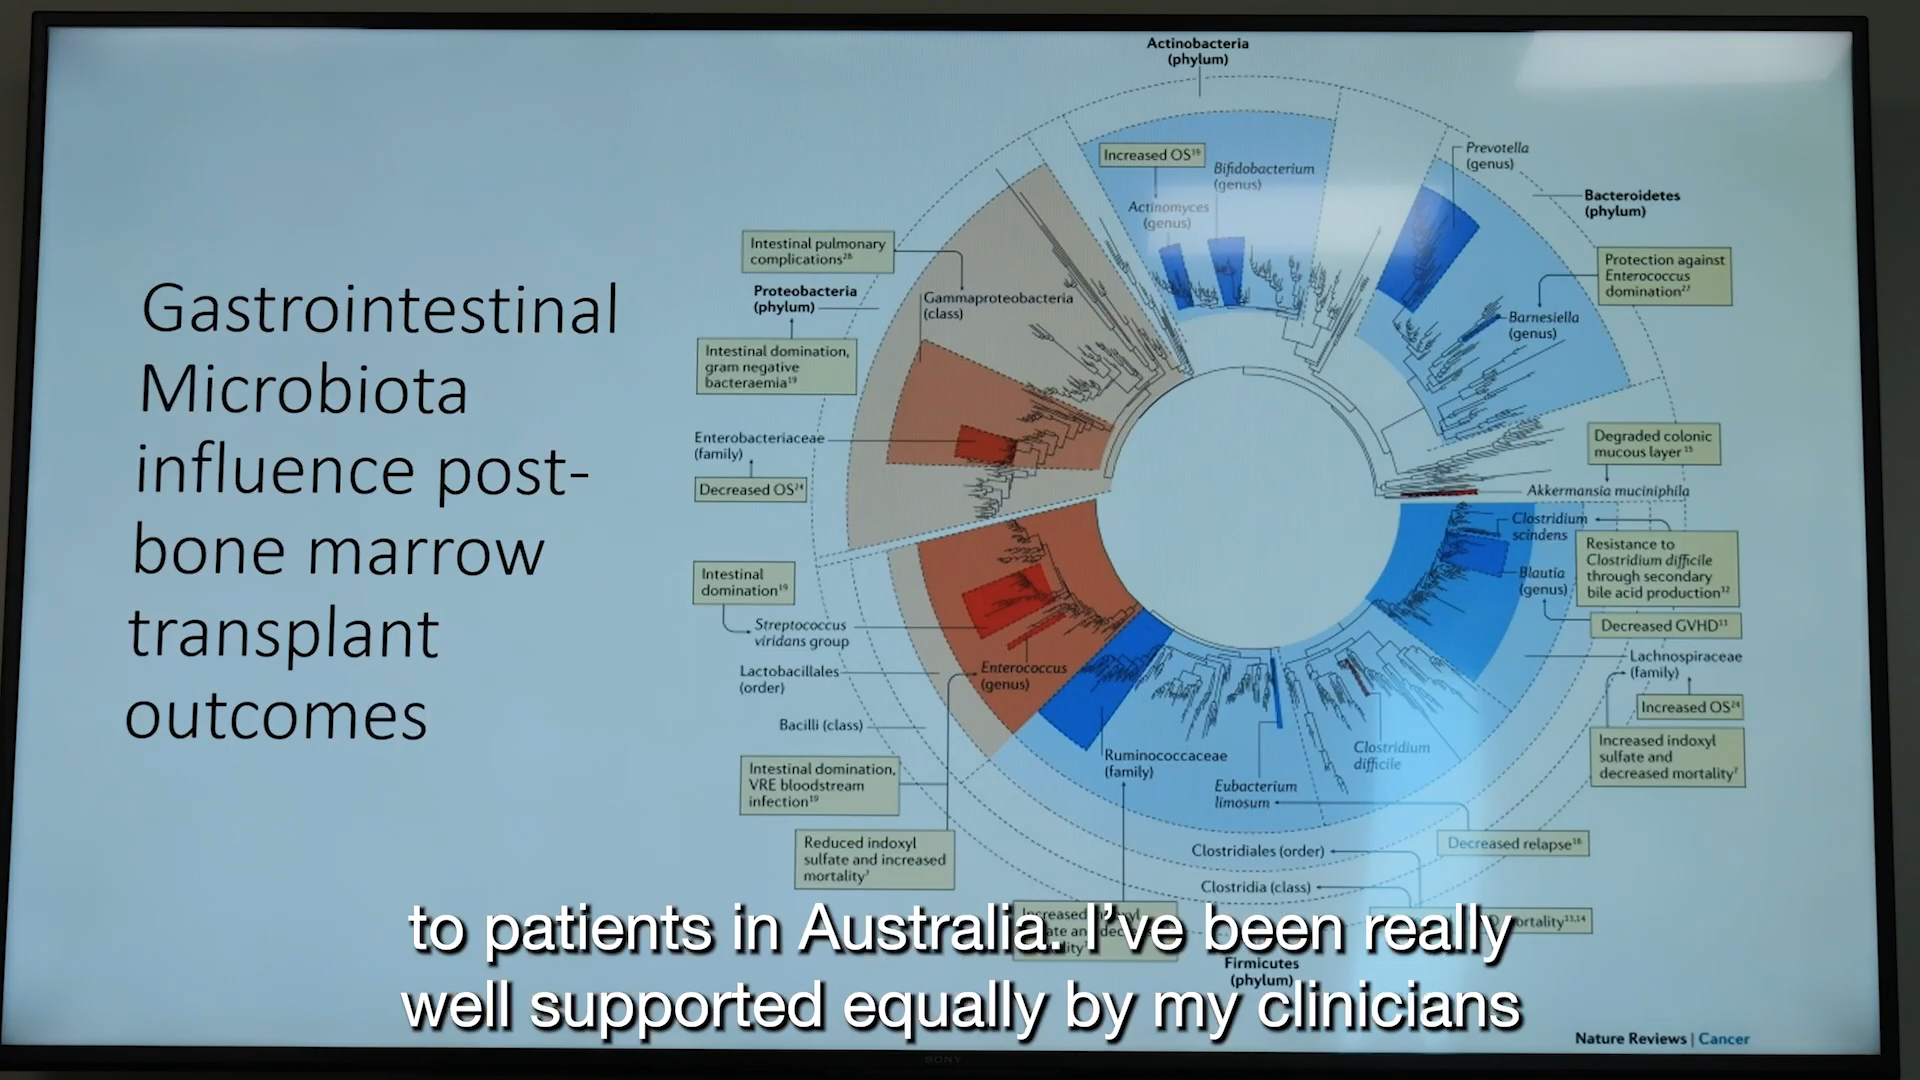 Gastrointestinal
Microbiota
influence post-
bone marrow
transplant
outcomes
Actinobacteria
(phylum)
Increased OS¹⁹
Bifidobacterium
(genus)
Actinomyces
(genus)
Prevotella
(genus)
Bacteroidetes
(phylum)
Protection against
Enterococcus
domination²⁷
Barnesiella
(genus)
Intestinal pulmonary
complications²⁸
Proteobacteria
(phylum)
Gammaproteobacteria
(class)
Intestinal domination,
gram negative
bacteraemia¹⁹
Enterobacteriaceae
(family)
Decreased OS²⁴
Degraded colonic
mucous layer¹⁵
Akkermansia muciniphila
Clostridium
scindens
Resistance to
Clostridium difficile
through secondary
bile acid production¹²
Blautia
(genus)
Decreased GVHD¹³
Lachnospiraceae
(family)
Increased OS²⁴
Increased indoxyl
sulfate and
decreased mortality⁷
Intestinal
domination¹⁹
Streptococcus
viridans group
Lactobacillales
(order)
Enterococcus
(genus)
Bacilli (class)
Intestinal domination,
VRE bloodstream
infection¹⁹
Reduced indoxyl
sulfate and increased
mortality⁷
Ruminococcaceae
(family)
Eubacterium
limosum
Clostridium
difficile
Decreased relapse¹⁶
Clostridiales (order)
Clostridia (class)
Increased
Firmicutes
(phylum)
to patients in Australia. I've been really
well supported equally by my clinicians
Nature Reviews | Cancer
SONY